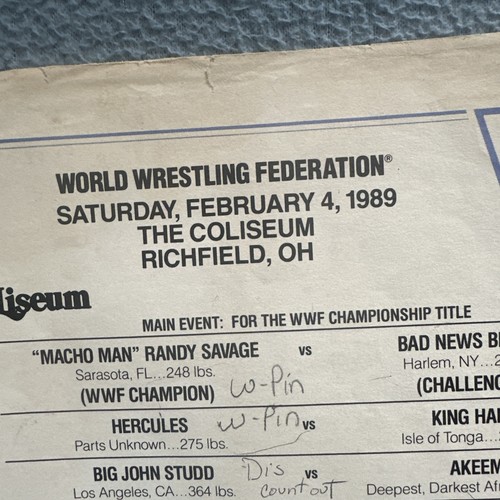 WORLD WRESTLING FEDERATION®
SATURDAY, FEBRUARY 4, 1989
THE COLISEUM
RICHFIELD, OH
liseum
MAIN EVENT: FOR THE WWF CHAMPIONSHIP TITLE
“MACHO MAN” RANDY SAVAGE vs BAD NEWS B
Sarasota, FL...248 lbs. Harlem, NY...2
(WWF CHAMPION) w-Pin (CHALLENG
HERCULES w-Pin vs KING HA
Parts Unknown...275 lbs. Isle of Tonga...
BIG JOHN STUDD Dis vs AKEEM
Los Angeles, CA...364 lbs. count out Deepest, Darkest Af